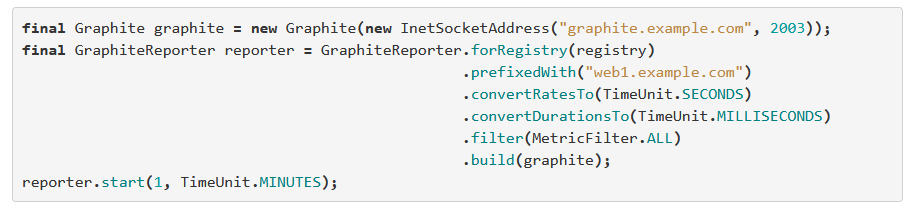 final Graphite graphite = new Graphite(new InetSocketAddress("graphite.example.com", 2003));
final GraphiteReporter reporter = GraphiteReporter.forRegistry(registry)
                                                  .prefixedWith("web1.example.com")
                                                  .convertRatesTo(TimeUnit.SECONDS)
                                                  .convertDurationsTo(TimeUnit.MILLISECONDS)
                                                  .filter(MetricFilter.ALL)
                                                  .build(graphite);
reporter.start(1, TimeUnit.MINUTES);